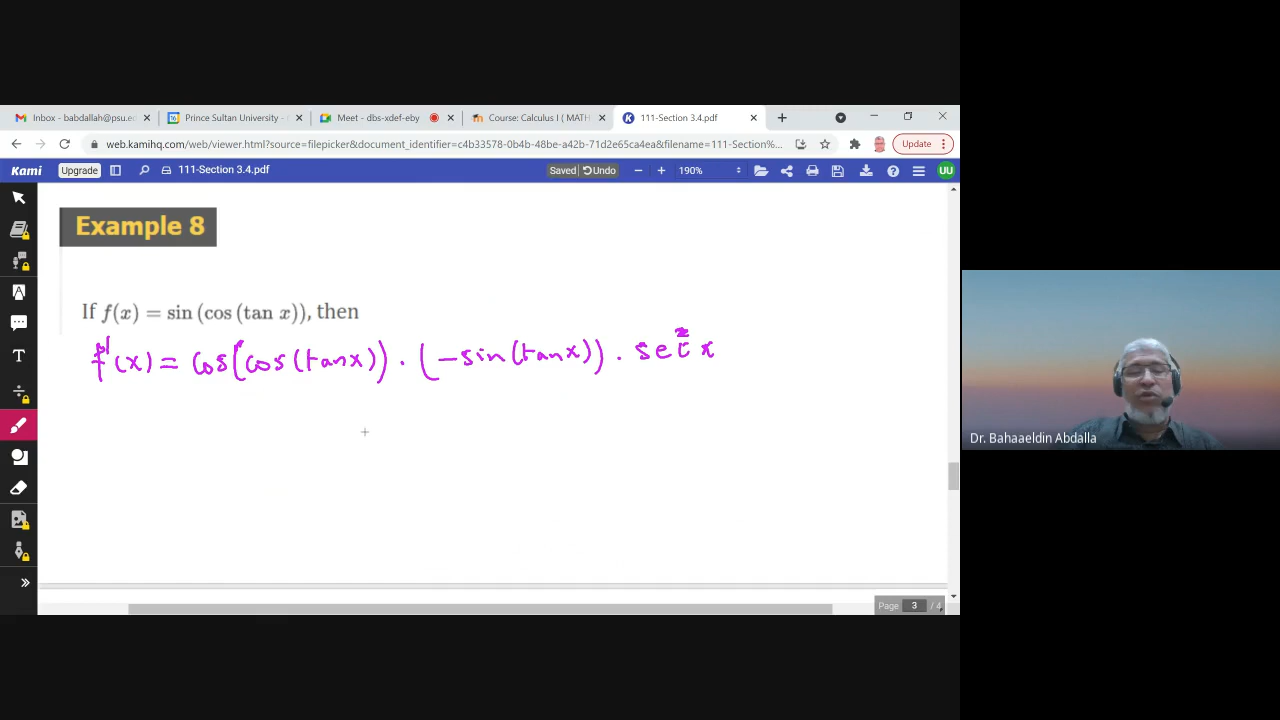 Inbox - babdallah@psu.ed
Prince Sultan University -
Meet - dbs-xdef-eby
Course: Calculus I ( MATH
111-Section 3.4.pdf
web.kamihq.com/web/viewer.html?source=filepicker&document_identifier=c4b33578-0b4b-48be-a42b-71d2e65ca4ea&filename=111-Section%...
Update
Kami
Upgrade
111-Section 3.4.pdf
Saved
Undo
190%
UU
Example 8
If f(x) = sin (cos (tan x)), then
f'(x) = cos(cos(tanx)) · (-sin(tanx)) · sec²x
Dr. Bahaaeldin Abdalla
Page 3 / 4